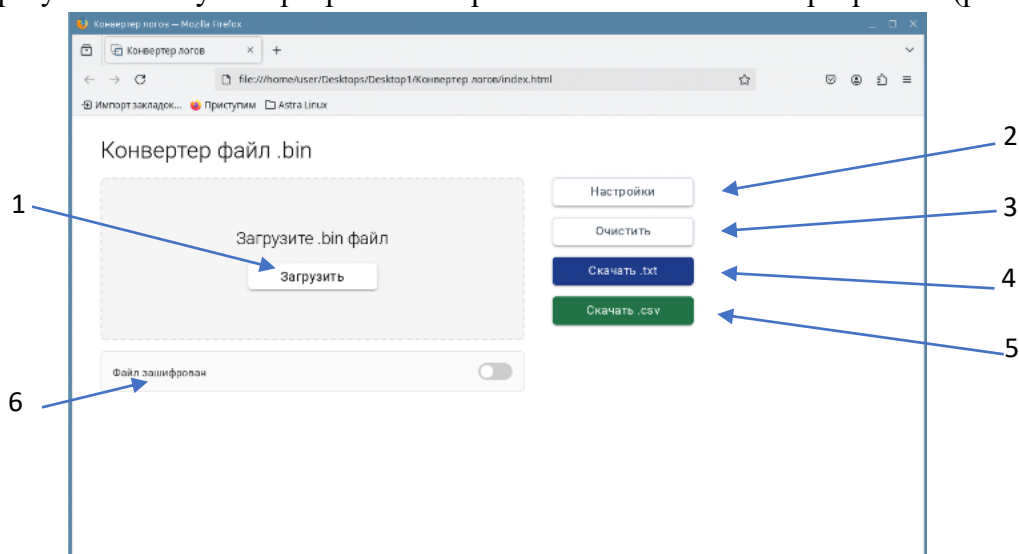 Конвертер логов — Mozilla Firefox
Конвертер логов
file:///home/user/Desktops/Desktop1/Конвертер логов/index.html
Импорт закладок... Приступим Astra Linux
Конвертер файл .bin
2
Настройки
1
3
Загрузите .bin файл
Очистить
Загрузить
Скачать .txt
4
Скачать .csv
5
Файл зашифрован
6